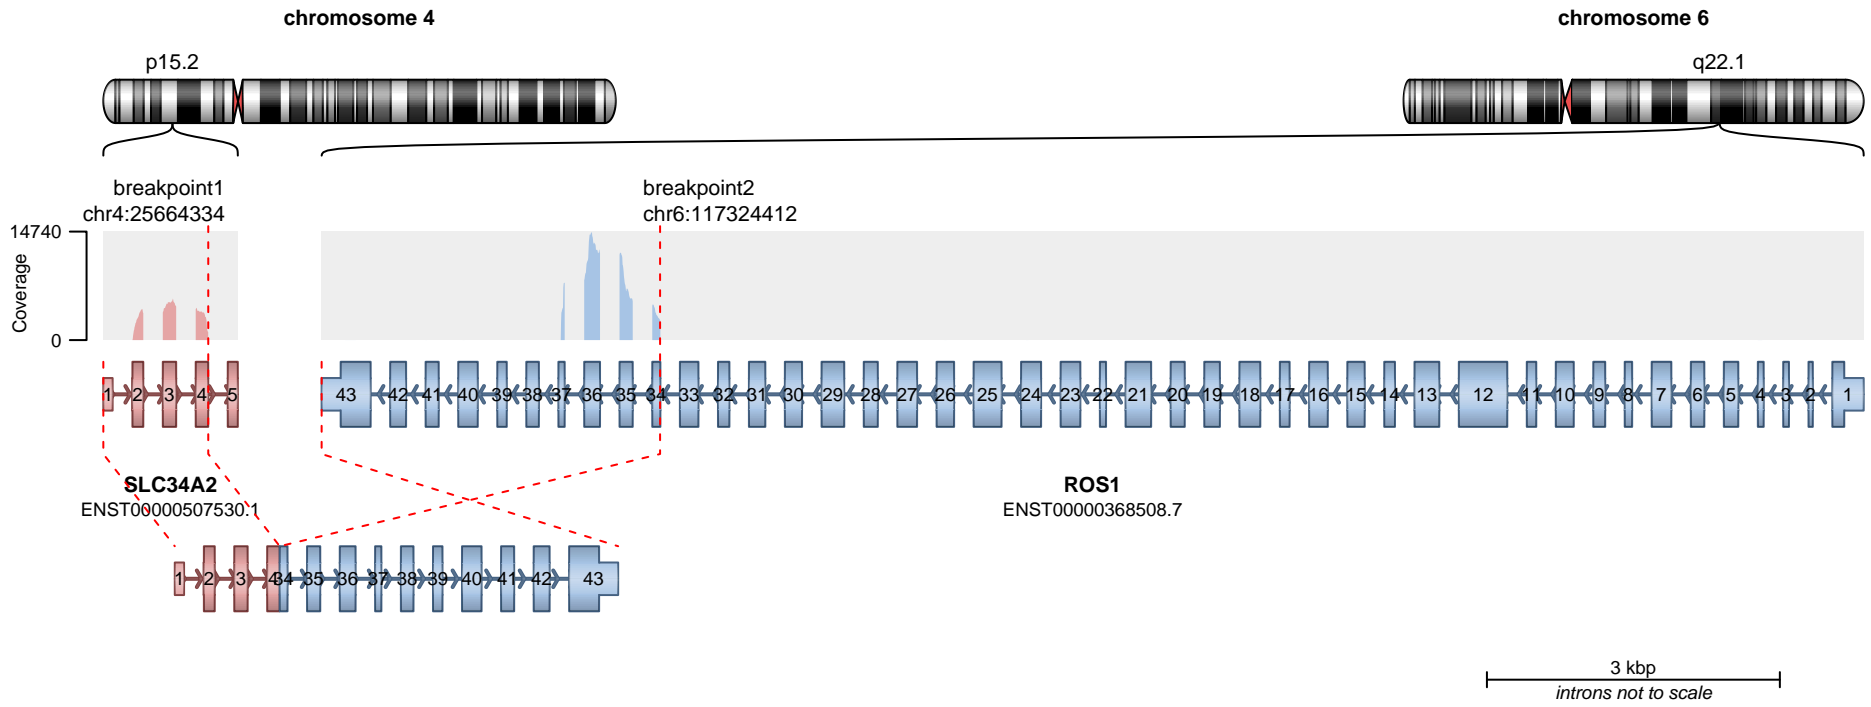 chromosome 4
chromosome 6
p15.2
q22.1
breakpoint1
chr4:25664334
breakpoint2
chr6:117324412
14740
Coverage
0
1 2 3 4 5
43 42 41 40 39 38 37 36 35 34 33 32 31 30 29 28 27 26 25 24 23 22 21 20 19 18 17 16 15 14 13 12 11 10 9 8 7 6 5 4 3 2 1
SLC34A2
ENST00000507530.1
ROS1
ENST00000368508.7
1 2 3 4 34 35 36 37 38 39 40 41 42 43
3 kbp
introns not to scale